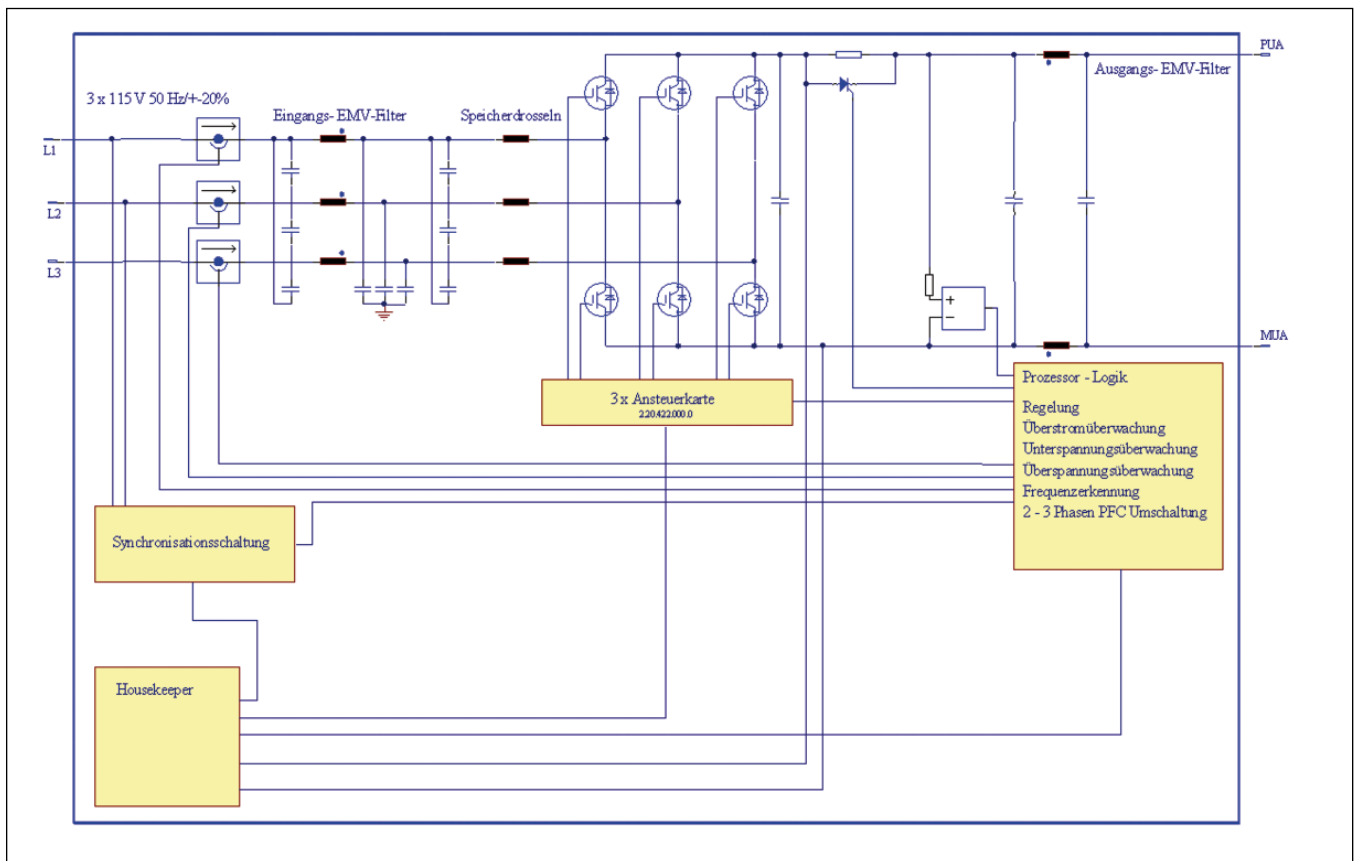 PUA
Ausgangs- EMV-Filter
3 x 115 V 50 Hz/+-20%
Eingangs- EMV-Filter
Speicherdrosseln
L1
L2
L3
+
−
MUA
3 x Ansteuerkarte
2.20.422.000.0
Prozessor - Logik
Regelung
Überstromüberwachung
Unterspannungsüberwachung
Überspannungsüberwachung
Frequenzerkennung
2 - 3 Phasen PFC Umschaltung
Synchronisationsschaltung
Housekeeper